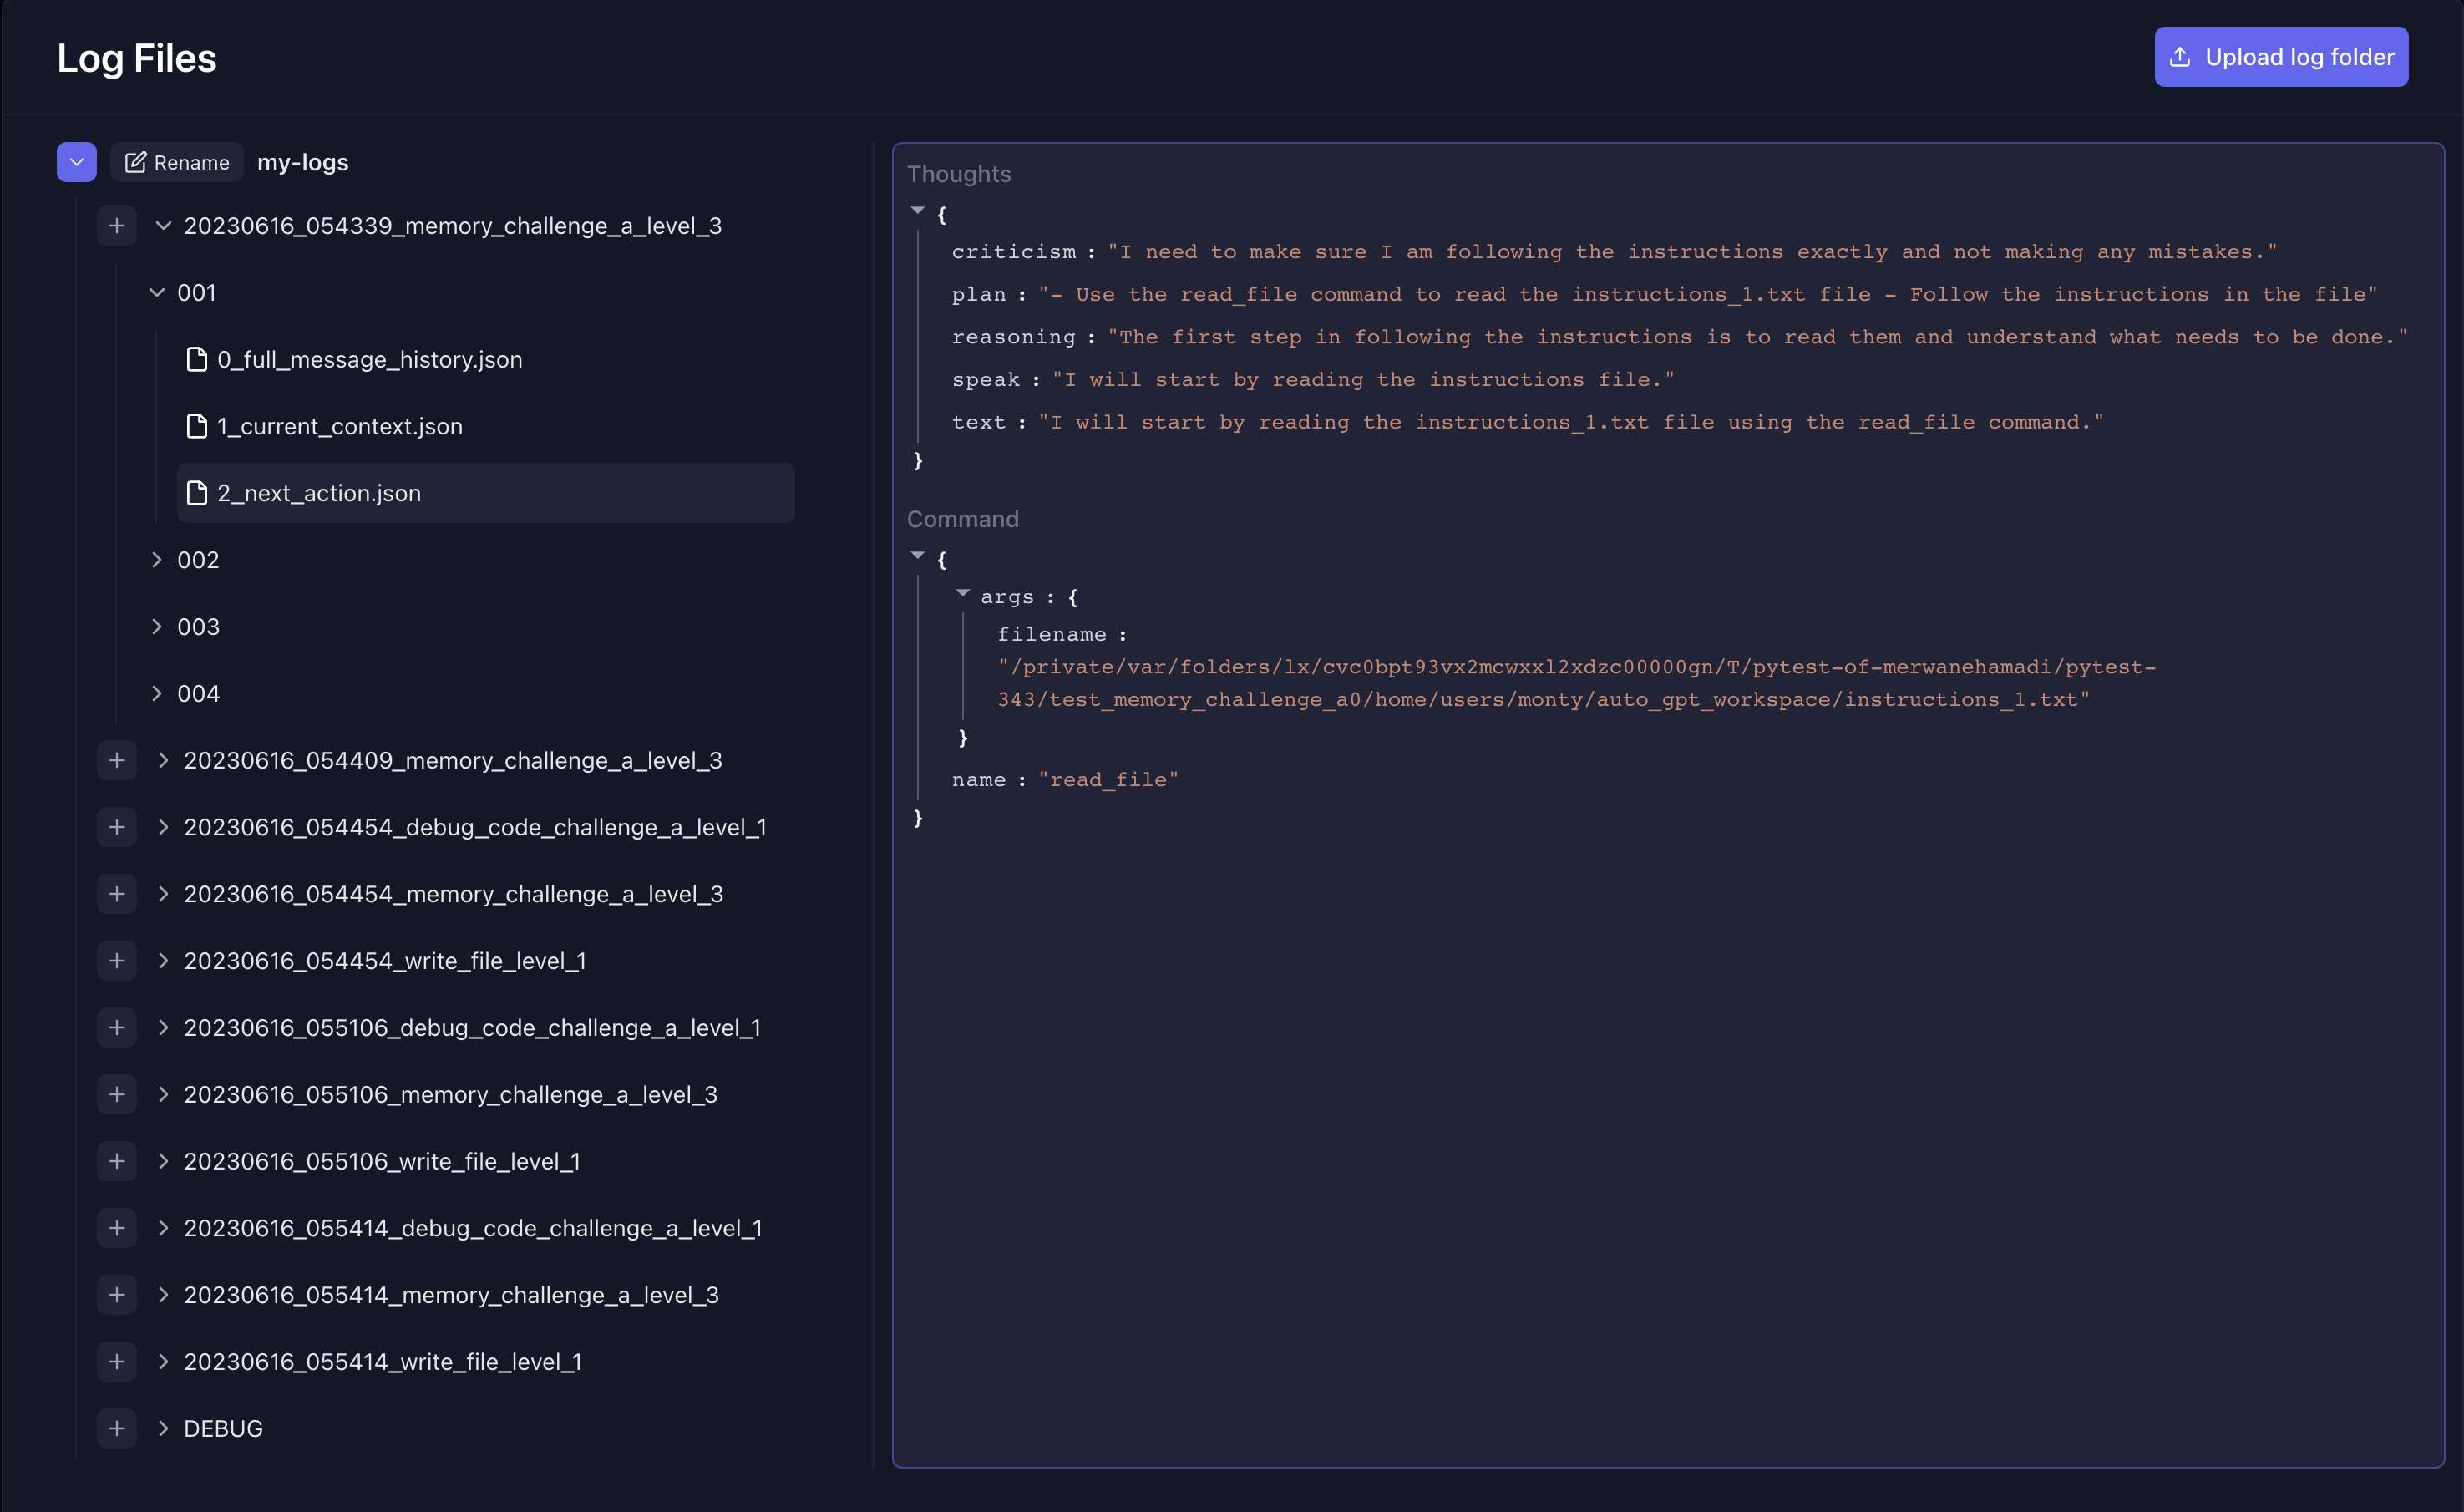 Log Files
Upload log folder
Rename
my-logs
20230616_054339_memory_challenge_a_level_3
001
0_full_message_history.json
1_current_context.json
2_next_action.json
002
003
004
20230616_054409_memory_challenge_a_level_3
20230616_054454_debug_code_challenge_a_level_1
20230616_054454_memory_challenge_a_level_3
20230616_054454_write_file_level_1
20230616_055106_debug_code_challenge_a_level_1
20230616_055106_memory_challenge_a_level_3
20230616_055106_write_file_level_1
20230616_055414_debug_code_challenge_a_level_1
20230616_055414_memory_challenge_a_level_3
20230616_055414_write_file_level_1
DEBUG
Thoughts
{
criticism : "I need to make sure I am following the instructions exactly and not making any mistakes."
plan : "- Use the read_file command to read the instructions_1.txt file - Follow the instructions in the file"
reasoning : "The first step in following the instructions is to read them and understand what needs to be done."
speak : "I will start by reading the instructions file."
text : "I will start by reading the instructions_1.txt file using the read_file command."
}
Command
{
args : {
filename :
"/private/var/folders/lx/cvc0bpt93vx2mcwxxl2xdzc00000gn/T/pytest-of-merwanehamadi/pytest-
343/test_memory_challenge_a0/home/users/monty/auto_gpt_workspace/instructions_1.txt"
}
name : "read_file"
}